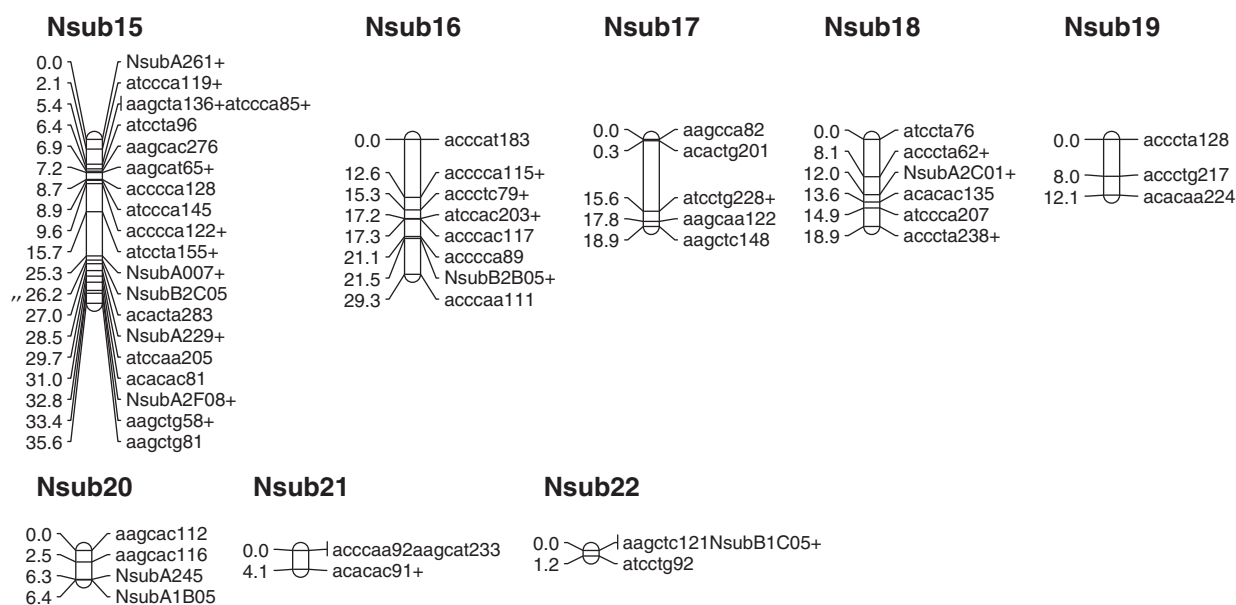 Nsub15
0.0 NsubA261+
2.1 atccca119+
5.4 aagcta136+atccca85+
6.4 atccta96
6.9 aagcac276
7.2 aagcat65+
8.7 acccca128
8.9 atccca145
9.6 acccca122+
15.7 atccta155+
25.3 NsubA007+
〃 26.2 NsubB2C05
27.0 acacta283
28.5 NsubA229+
29.7 atccaa205
31.0 acacac81
32.8 NsubA2F08+
33.4 aagctg58+
35.6 aagctg81
Nsub16
0.0 acccat183
12.6 acccca115+
15.3 accctc79+
17.2 atccac203+
17.3 acccac117
21.1 acccca89
21.5 NsubB2B05+
29.3 acccaa111
Nsub17
0.0 aagcca82
0.3 acactg201
15.6 atcctg228+
17.8 aagcaa122
18.9 aagctc148
Nsub18
0.0 atccta76
8.1 acccta62+
12.0 NsubA2C01+
13.6 acacac135
14.9 atccca207
18.9 acccta238+
Nsub19
0.0 acccta128
8.0 accctg217
12.1 acacaa224
Nsub20
0.0 aagcac112
2.5 aagcac116
6.3 NsubA245
6.4 NsubA1B05
Nsub21
0.0 acccaa92aagcat233
4.1 acacac91+
Nsub22
0.0 aagctc121NsubB1C05+
1.2 atcctg92